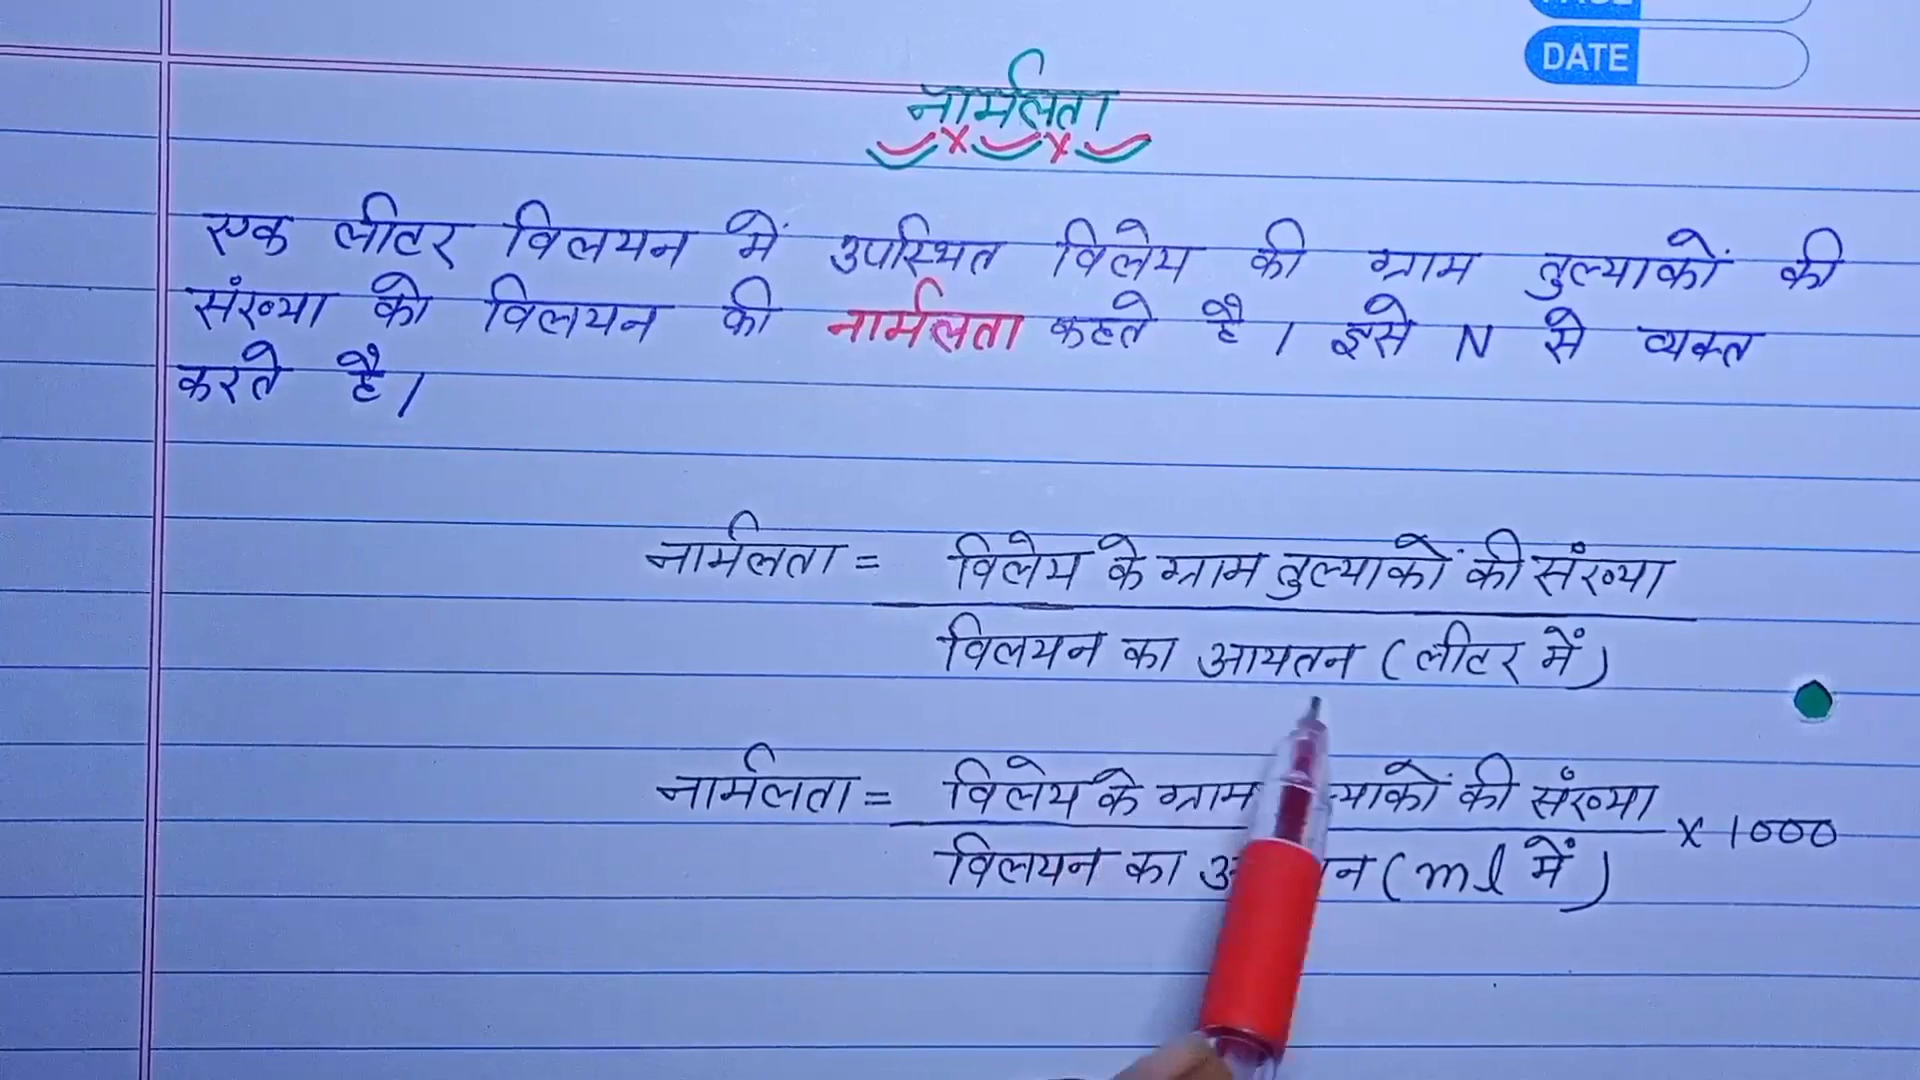 DATE
नार्मलता
एक लीटर विलयन में उपस्थित विलेय की ग्राम तुल्याकों की
संख्या को विलयन की नार्मलता कहते है । इसे N से व्यक्त
करते है।
नार्मलता = विलेय के ग्राम तुल्याकों की संख्या
विलयन का आयतन (लीटर में)
नार्मलता = विलेय के ग्राम की संख्या x 1000
विलयन का (ml में)